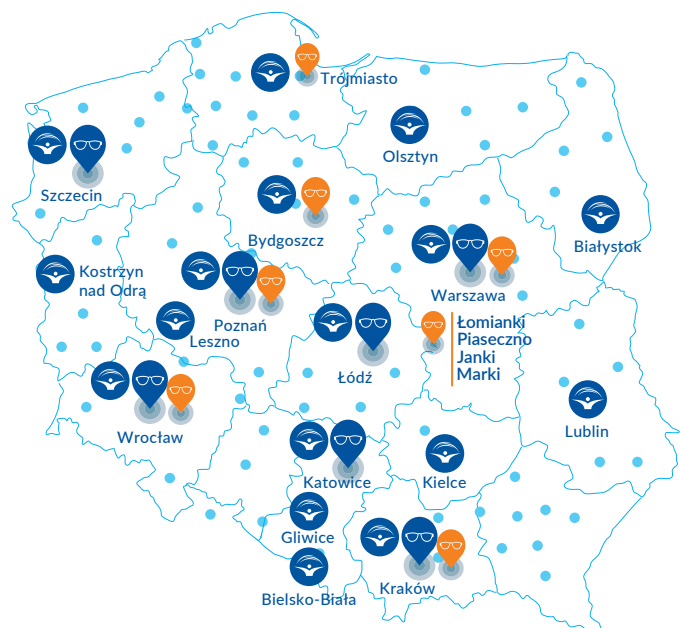 Trójmiasto
Olsztyn
Szczecin
Bydgoszcz
Białystok
Kostrzyn
nad Odrą
Warszawa
Poznań
Leszno
Łomianki
Piaseczno
Janki
Marki
Łódź
Wrocław
Lublin
Katowice
Kielce
Gliwice
Kraków
Bielsko-Biała